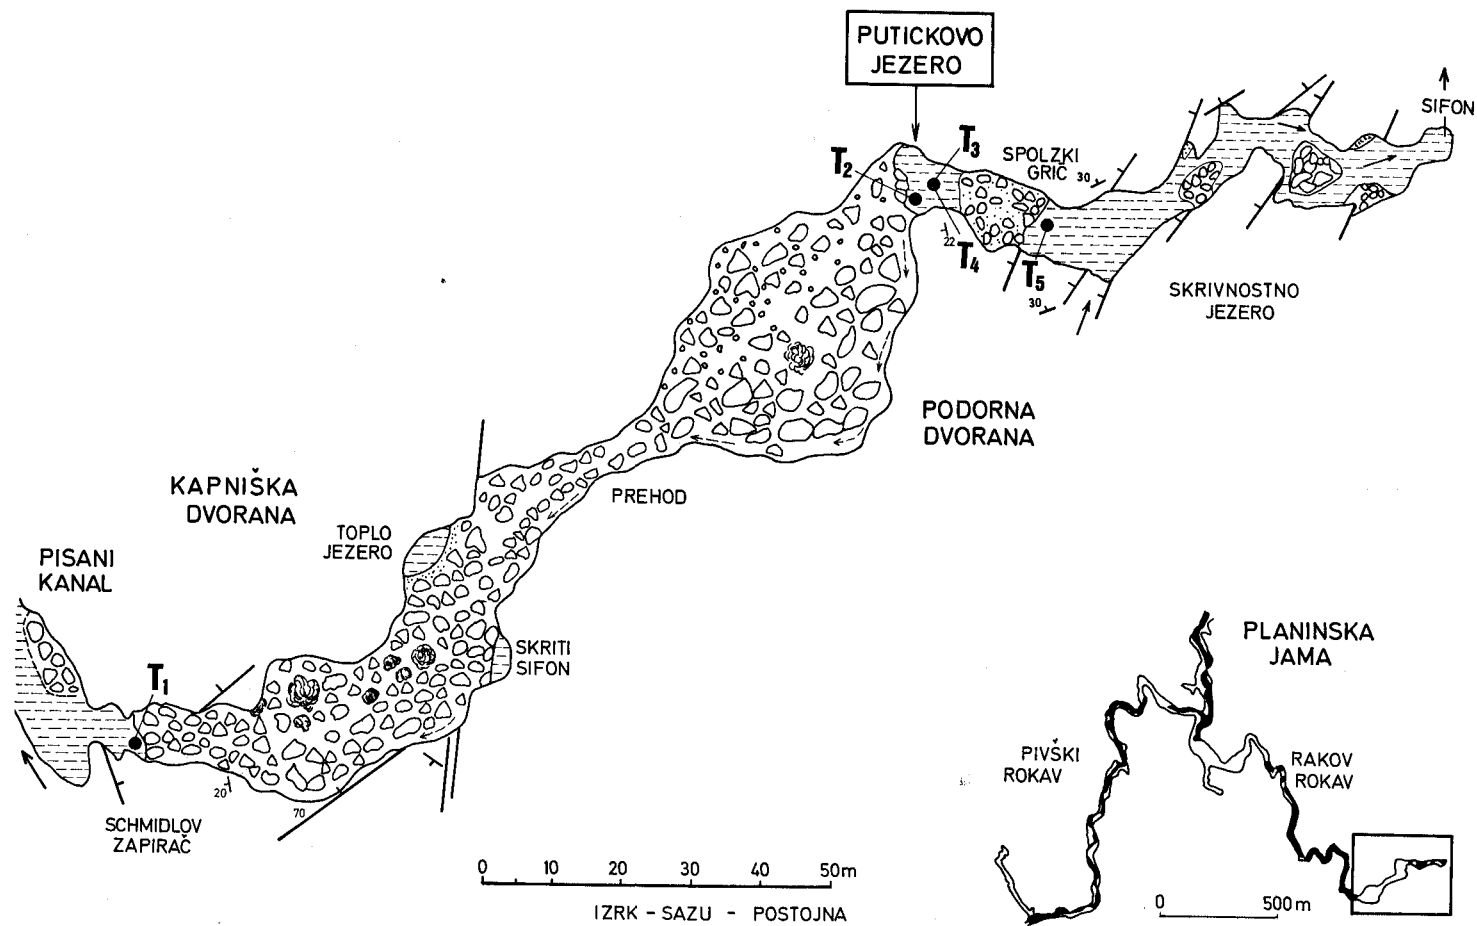 PUTICKOVO
JEZERO
SIFON
T3
T2
SPOLZKI
GRIČ
30
22
T4
T5
30
SKRIVNOSTNO
JEZERO
PODORNA
DVORANA
KAPNIŠKA
DVORANA
PREHOD
TOPLO
JEZERO
PISANI
KANAL
SKRITI
SIFON
T1
20
70
SCHMIDLOV
ZAPIRAČ
PLANINSKA
JAMA
PIVŠKI
ROKAV
RAKOV
ROKAV
0 10 20 30 40 50m
0 500 m
IZRK - SAZU - POSTOJNA